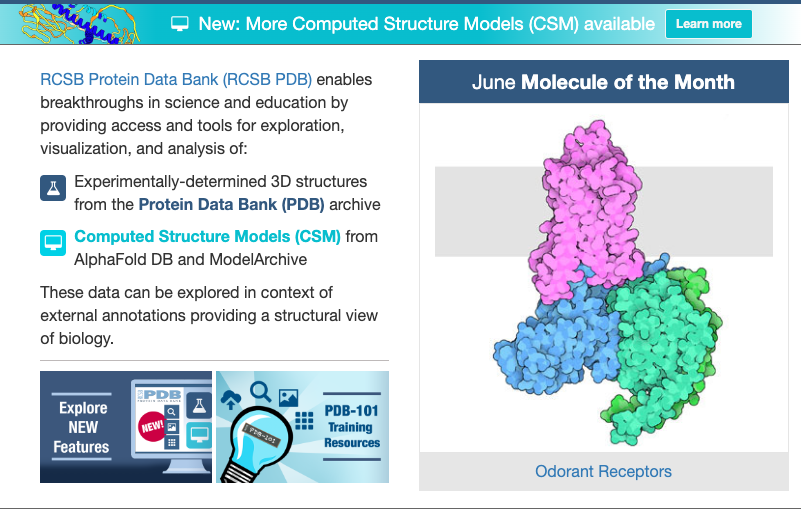 New: More Computed Structure Models (CSM) available
Learn more
RCSB Protein Data Bank (RCSB PDB) enables
breakthroughs in science and education by
providing access and tools for exploration,
visualization, and analysis of:
Experimentally-determined 3D structures
from the Protein Data Bank (PDB) archive
Computed Structure Models (CSM) from
AlphaFold DB and ModelArchive
These data can be explored in context of
external annotations providing a structural view
of biology.
Explore
NEW
Features
PDB
NEW!
PDB-101
PDB-101
Training
Resources
June Molecule of the Month
Odorant Receptors